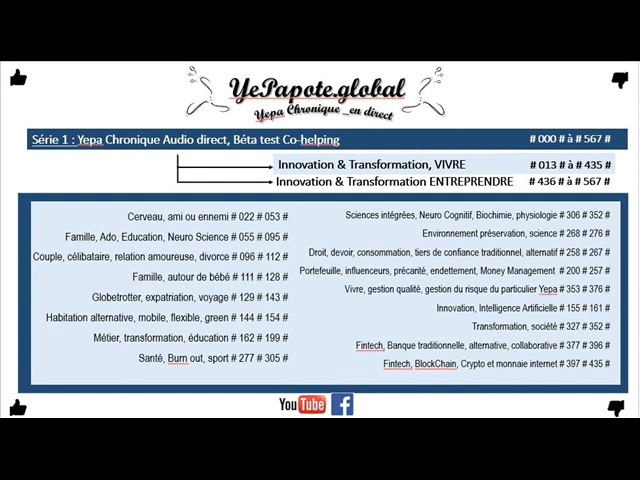 YePapote.global
Yepa Chronique _en direct
Série 1 : Yepa Chronique Audio direct, Béta test Co-helping # 000 # à # 567 #
Innovation & Transformation, VIVRE # 013 # à # 435 #
Innovation & Transformation ENTREPRENDRE # 436 # à # 567 #
Cerveau, ami ou ennemi # 022 # 053 #
Famille, Ado, Education, Neuro Science # 055 # 095 #
Couple, célibataire, relation amoureuse, divorce # 096 # 112 #
Famille, autour de bébé # 111 # 128 #
Globetrotter, expatriation, voyage # 129 # 143 #
Habitation alternative, mobile, flexible, green # 144 # 154 #
Métier, transformation, éducation # 162 # 199 #
Santé, Burn out, sport # 277 # 305 #
Sciences intégrées, Neuro Cognitif, Biochimie, physiologie # 306 # 352 #
Environnement préservation, science # 268 # 276 #
Droit, devoir, consommation, tiers de confiance traditionnel, alternatif # 258 # 267 #
Portefeuille, influenceurs, précarité, endettement, Money Management # 200 # 257 #
Vivre, gestion qualité, gestion du risque du particulier Yepa # 353 # 376 #
Innovation, Intelligence Artificielle # 155 # 161 #
Transformation, société # 327 # 352 #
Fintech, Banque traditionnelle, alternative, collaborative # 377 # 396 #
Fintech, BlockChain, Crypto et monnaie internet # 397 # 435 #
YouTube f